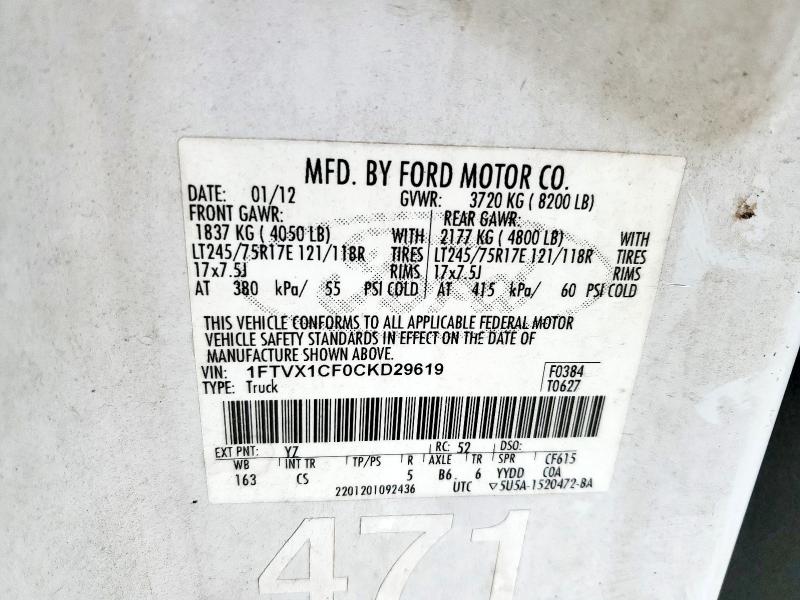 MFD. BY FORD MOTOR CO.
DATE: 01/12 GVWR: 3720 KG ( 8200 LB)
FRONT GAWR: REAR GAWR:
1837 KG ( 4050 LB) WITH 2177 KG ( 4800 LB) WITH
LT245/75R17E 121/118R TIRES LT245/75R17E 121/118R TIRES
17x7.5J RIMS 17x7.5J RIMS
AT 380 kPa/ 55 PSI COLD AT 415 kPa/ 60 PSI COLD
THIS VEHICLE CONFORMS TO ALL APPLICABLE FEDERAL MOTOR
VEHICLE SAFETY STANDARDS IN EFFECT ON THE DATE OF
MANUFACTURE SHOWN ABOVE.
VIN: 1FTVX1CF0CKD29619 F0384
TYPE: Truck T0627
EXT PNT: YZ RC: 52 DSO:
WB INT TR TP/PS R AXLE TR SPR CF615
163 CS 5 B6 6 YYDD COA
2201201092436 UTC ▽5U5A-1520472-BA
471